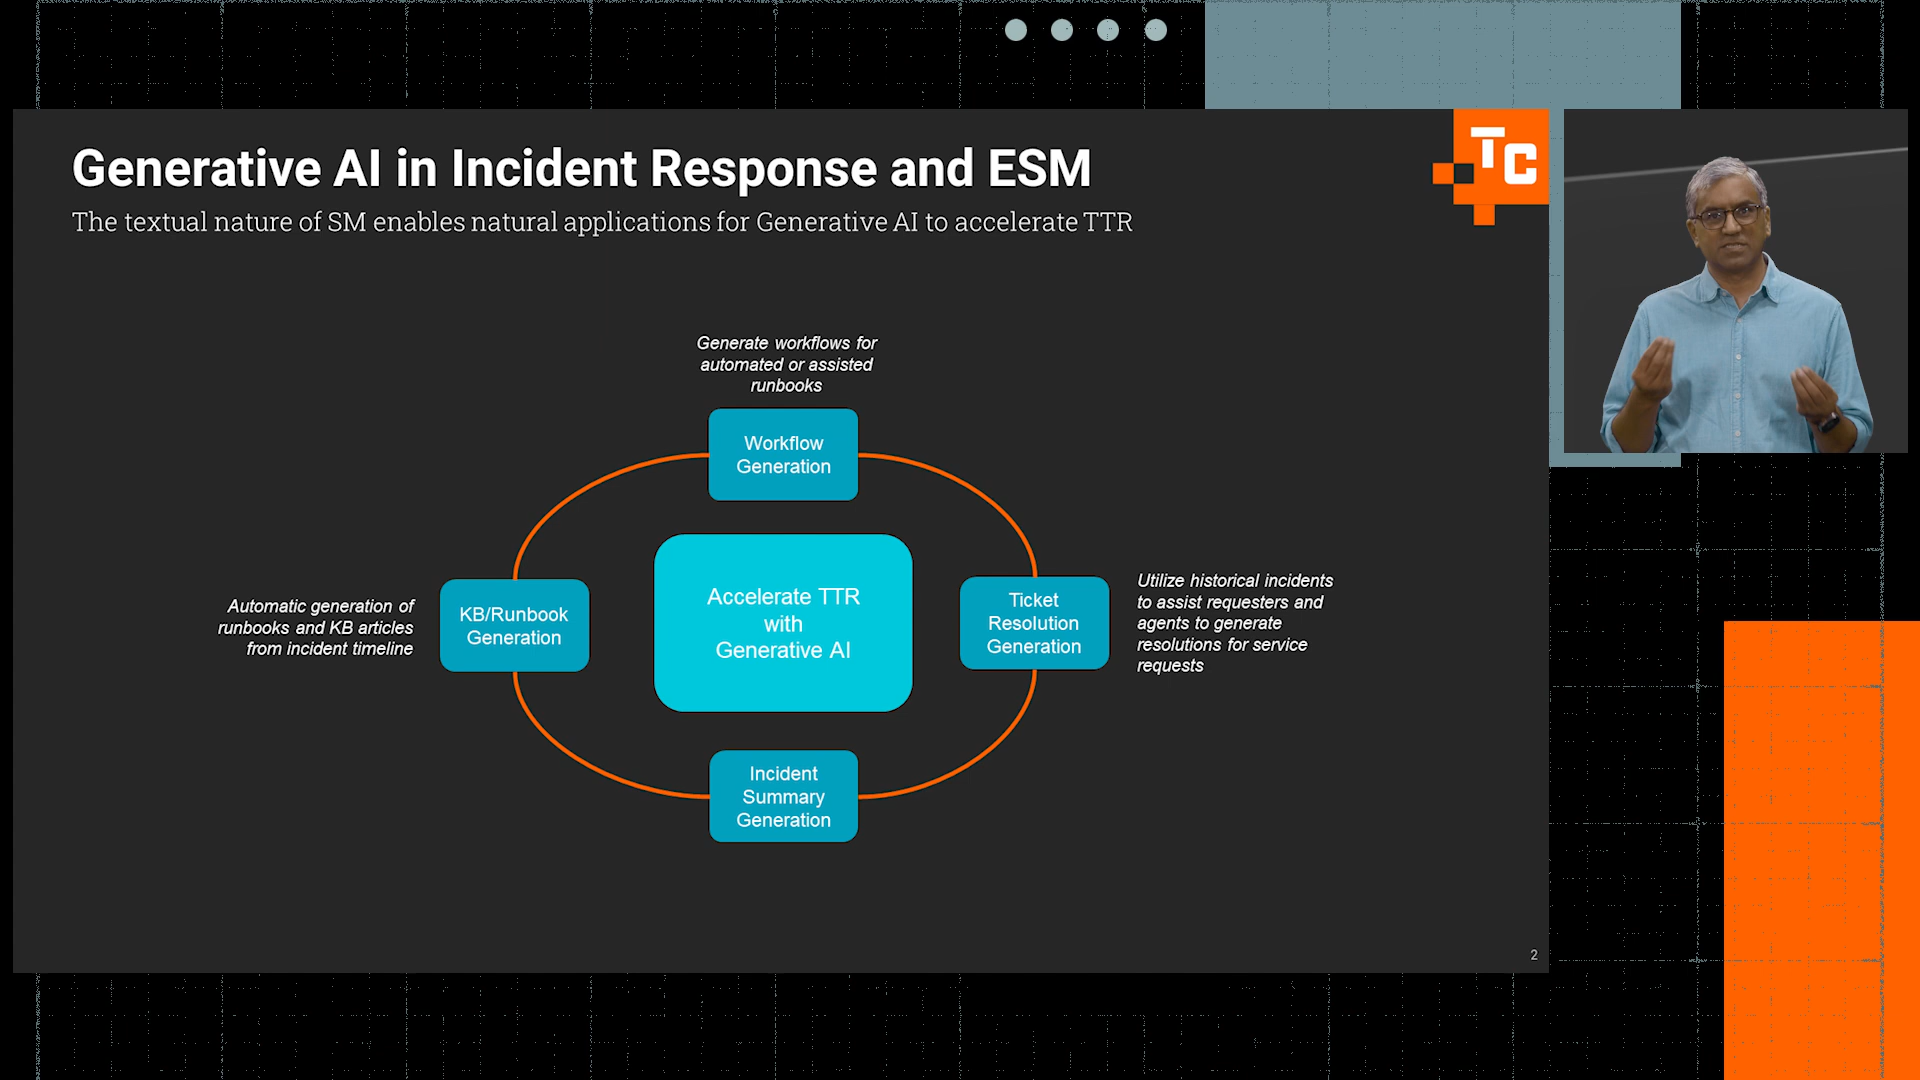 Generative AI in Incident Response and ESM
The textual nature of SM enables natural applications for Generative AI to accelerate TTR
TC
Generate workflows for
automated or assisted
runbooks
Workflow
Generation
Automatic generation of
runbooks and KB articles
from incident timeline
KB/Runbook
Generation
Accelerate TTR
with
Generative AI
Ticket
Resolution
Generation
Utilize historical incidents
to assist requesters and
agents to generate
resolutions for service
requests
Incident
Summary
Generation
2